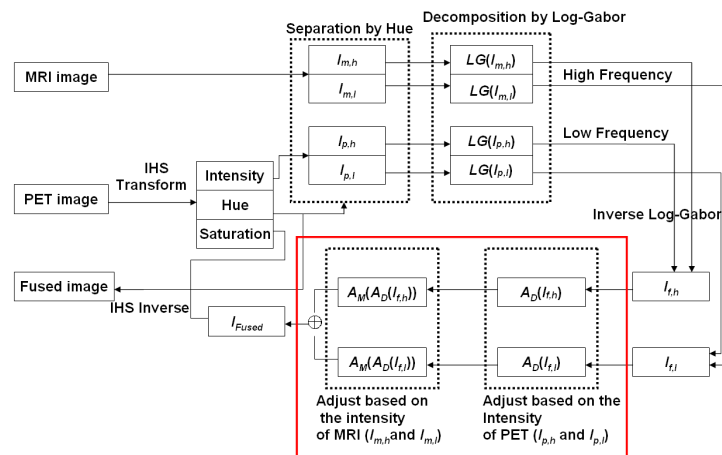 Separation by Hue
Decomposition by Log-Gabor
MRI image
I_{m,h}
I_{m,l}
LG(I_{m,h})
LG(I_{m,l})
High Frequency
Low Frequency
I_{p,h}
I_{p,l}
LG(I_{p,h})
LG(I_{p,l})
IHS
Transform
PET image
Intensity
Hue
Saturation
Inverse Log-Gabor
Fused image
IHS Inverse
I_{Fused}
A_M(A_D(I_{f,h}))
A_D(I_{f,h})
I_{f,h}
A_M(A_D(I_{f,l}))
A_D(I_{f,l})
I_{f,l}
Adjust based on
the intensity
of MRI (I_{m,h} and I_{m,l})
Adjust based on the
Intensity
of PET (I_{p,h} and I_{p,l})